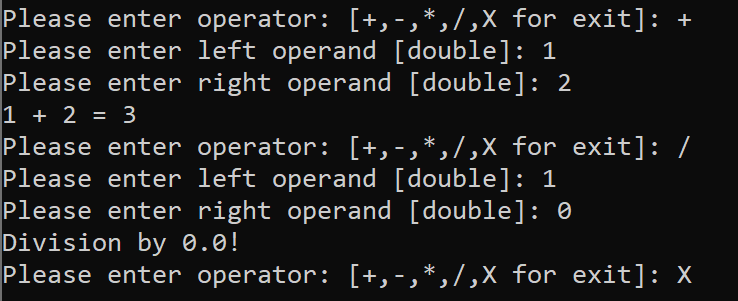 Please enter operator: [+,-,*,/,X for exit]: +
Please enter left operand [double]: 1
Please enter right operand [double]: 2
1 + 2 = 3
Please enter operator: [+,-,*,/,X for exit]: /
Please enter left operand [double]: 1
Please enter right operand [double]: 0
Division by 0.0!
Please enter operator: [+,-,*,/,X for exit]: X